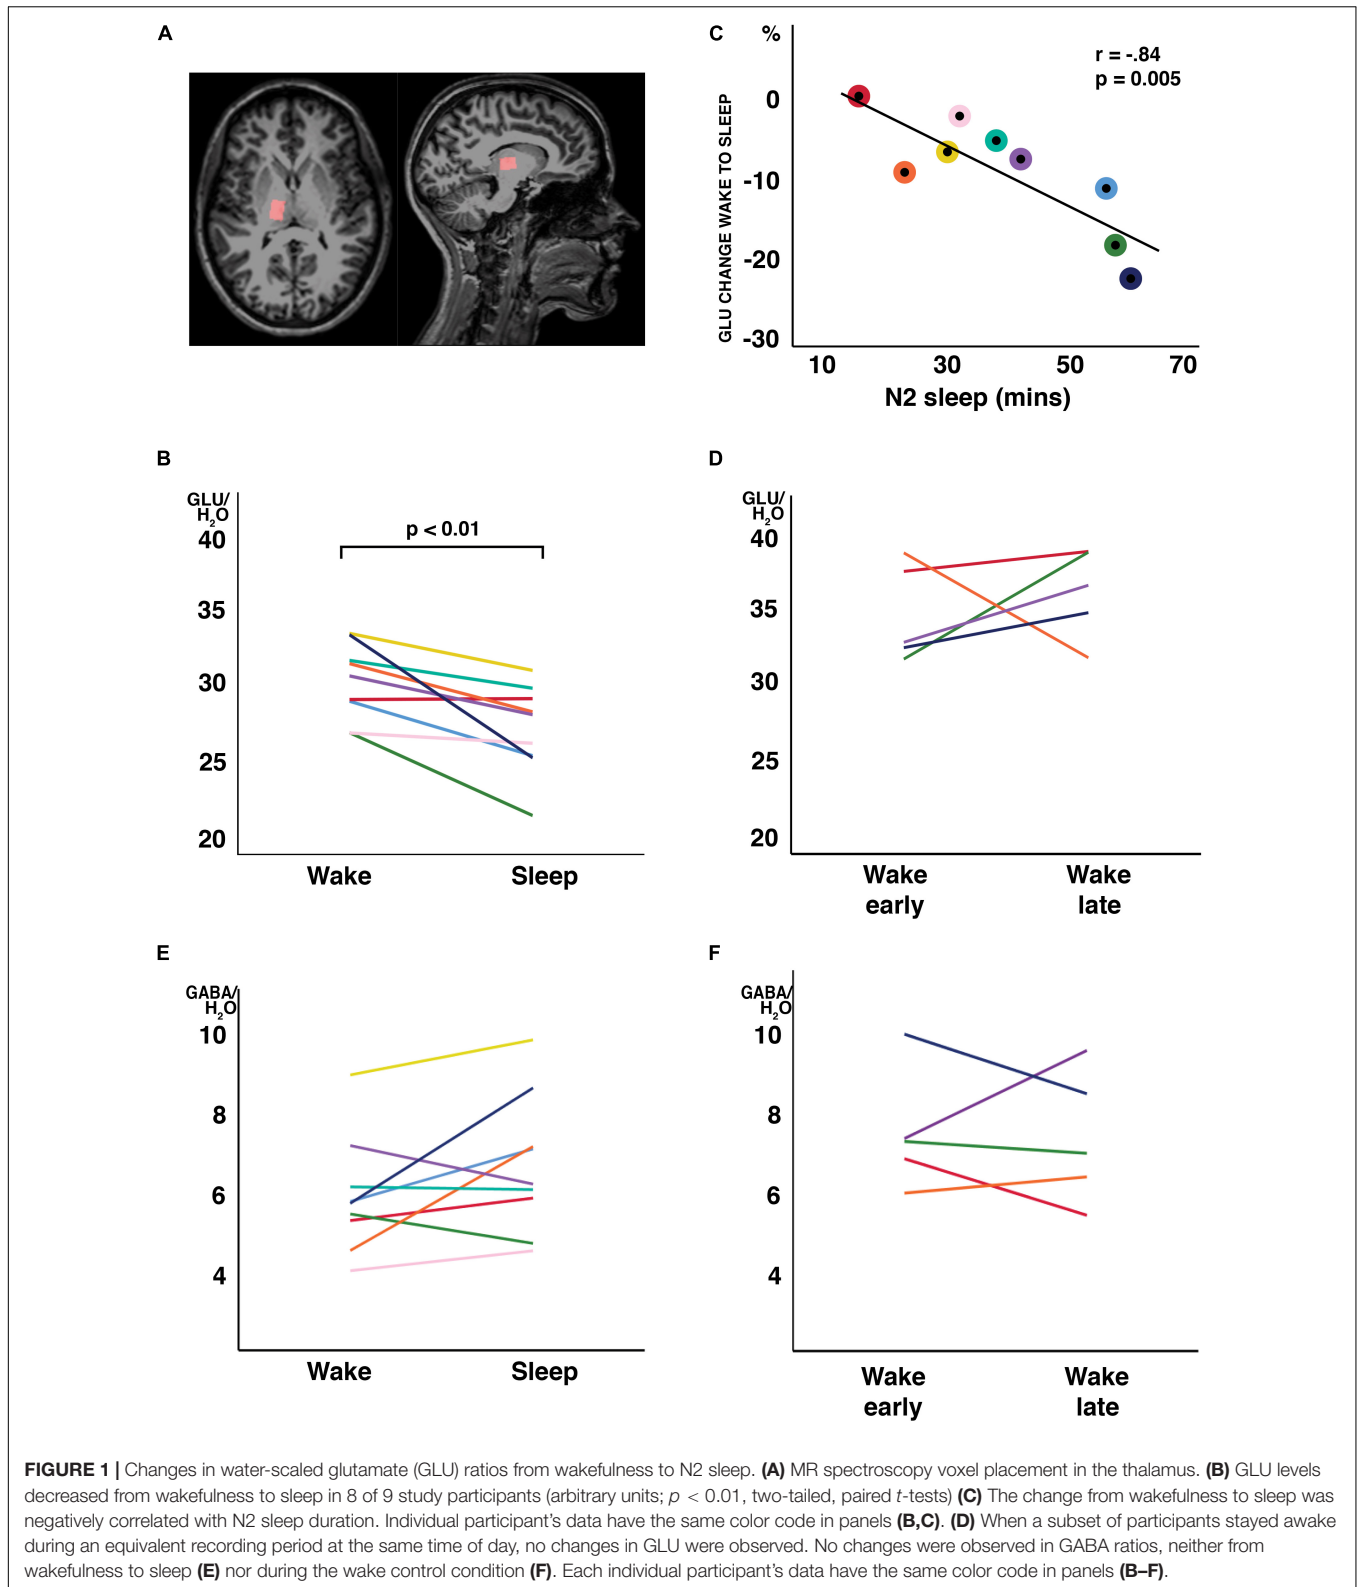 A
C
%
r = -.84
p = 0.005
0
-10
-20
-30
GLU CHANGE WAKE TO SLEEP
10 30 50 70
N2 sleep (mins)
B
GLU/
H2O
40
35
30
25
20
p < 0.01
Wake Sleep
D
GLU/
H2O
40
35
30
25
20
Wake early
Wake late
E
GABA/
H2O
10
8
6
4
Wake Sleep
F
GABA/
H2O
10
8
6
4
Wake early
Wake late
FIGURE 1 | Changes in water-scaled glutamate (GLU) ratios from wakefulness to N2 sleep. (A) MR spectroscopy voxel placement in the thalamus. (B) GLU levels
decreased from wakefulness to sleep in 8 of 9 study participants (arbitrary units; p < 0.01, two-tailed, paired t-tests) (C) The change from wakefulness to sleep was
negatively correlated with N2 sleep duration. Individual participant's data have the same color code in panels (B,C). (D) When a subset of participants stayed awake
during an equivalent recording period at the same time of day, no changes in GLU were observed. No changes were observed in GABA ratios, neither from
wakefulness to sleep (E) nor during the wake control condition (F). Each individual participant's data have the same color code in panels (B–F).